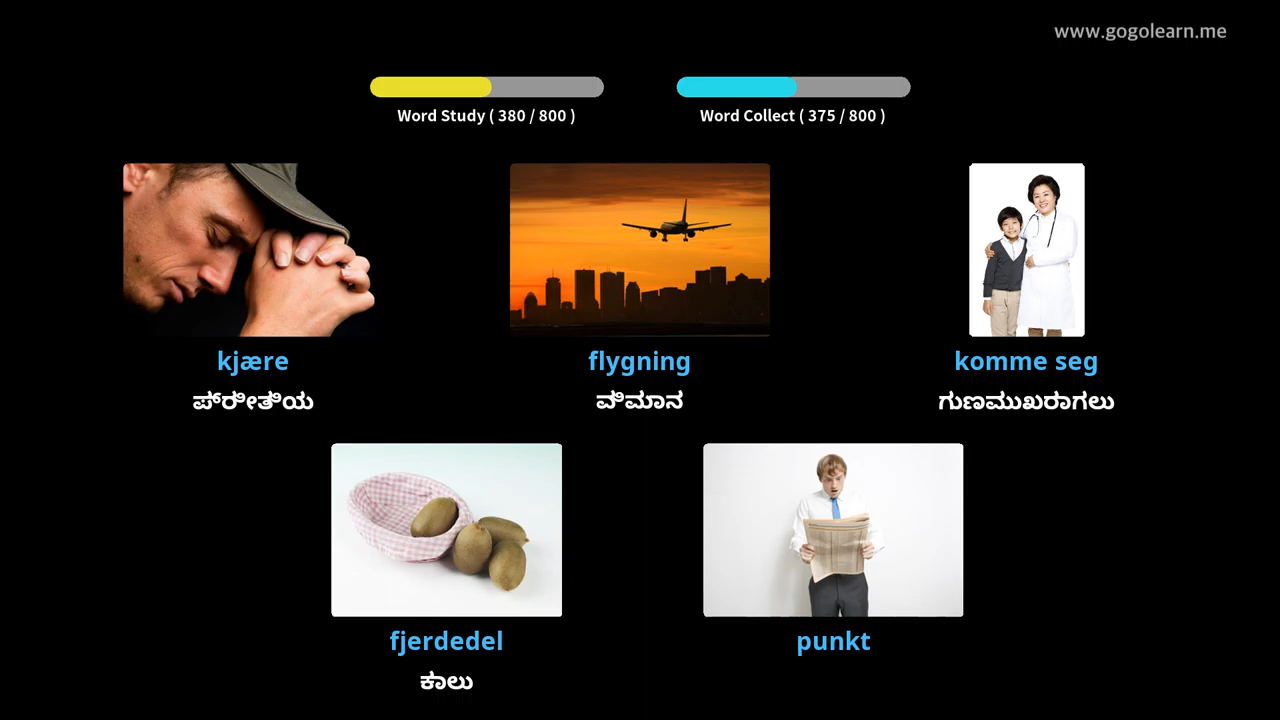 www.gogolearn.me
Word Study ( 380 / 800 )
Word Collect ( 375 / 800 )
kjære
flygning
komme seg
ಪ್ರೀತಿಯ
ವಿಮಾನ
ಗುಣಮುಖರಾಗಲು
fjerdedel
punkt
ಕಾಲು